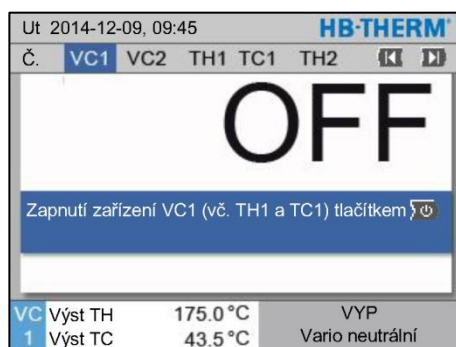 Ut 2014-12-09, 09:45 HB-THERM®
Č. VC1 VC2 TH1 TC1 TH2
OFF
Zapnutí zařízení VC1 (vč. TH1 a TC1) tlačítkem
VC Výst TH 175.0 °C VYP
1 Výst TC 43.5 °C Vario neutrální